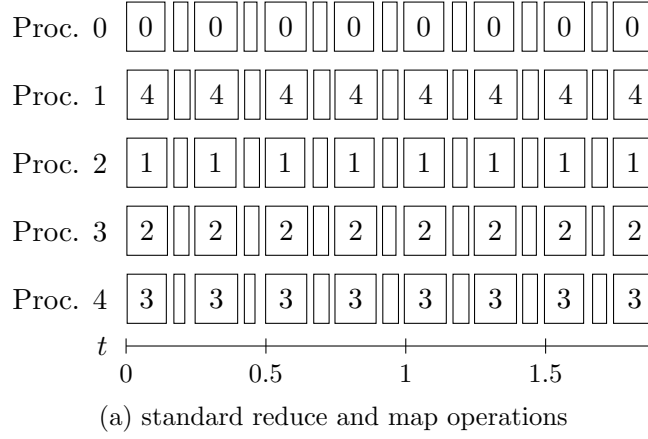 Proc. 0 0 0 0 0 0 0 0 0
Proc. 1 4 4 4 4 4 4 4 4
Proc. 2 1 1 1 1 1 1 1 1
Proc. 3 2 2 2 2 2 2 2 2
Proc. 4 3 3 3 3 3 3 3 3
t
0 0.5 1 1.5
(a) standard reduce and map operations